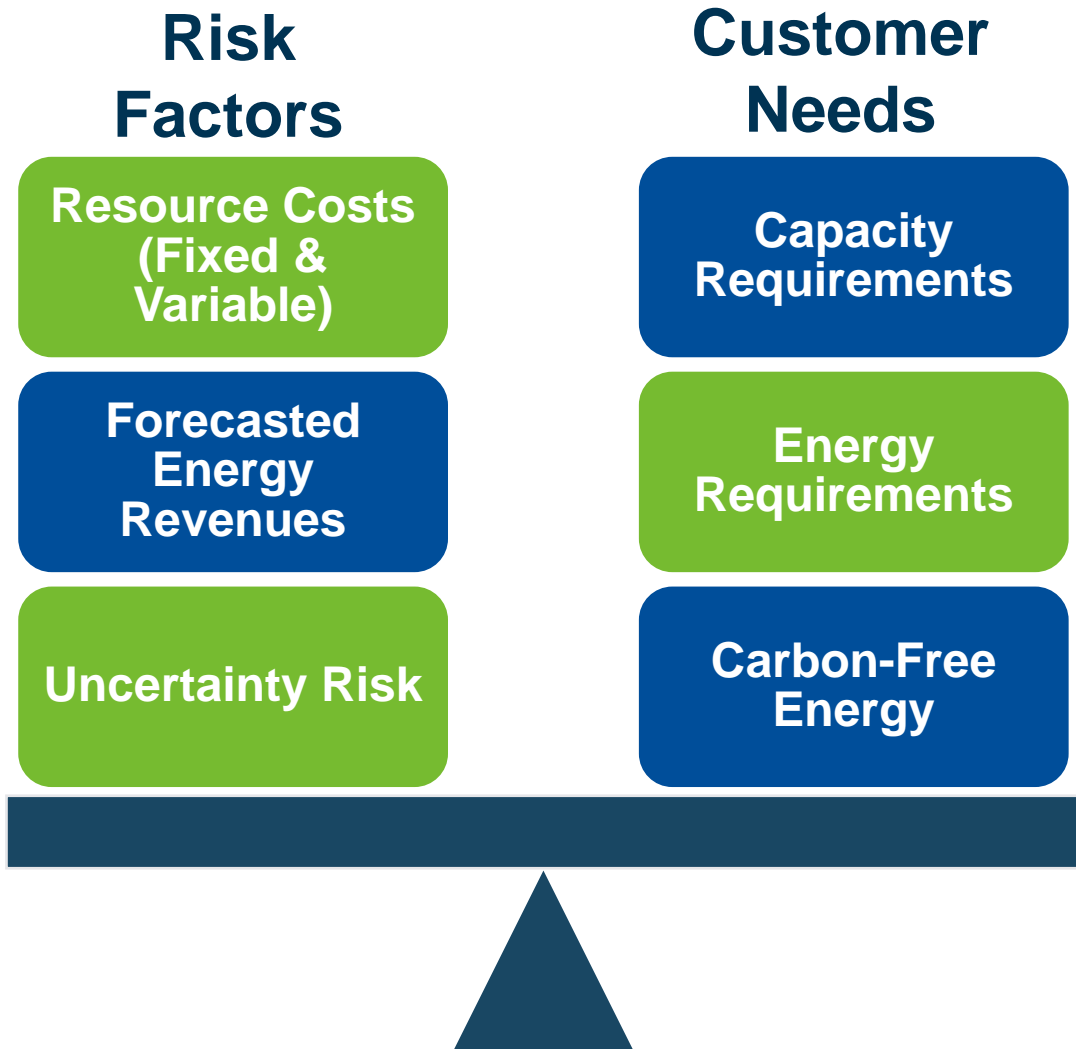 Risk
Factors
Resource Costs
(Fixed &
Variable)
Forecasted
Energy
Revenues
Uncertainty Risk
Customer
Needs
Capacity
Requirements
Energy
Requirements
Carbon-Free
Energy